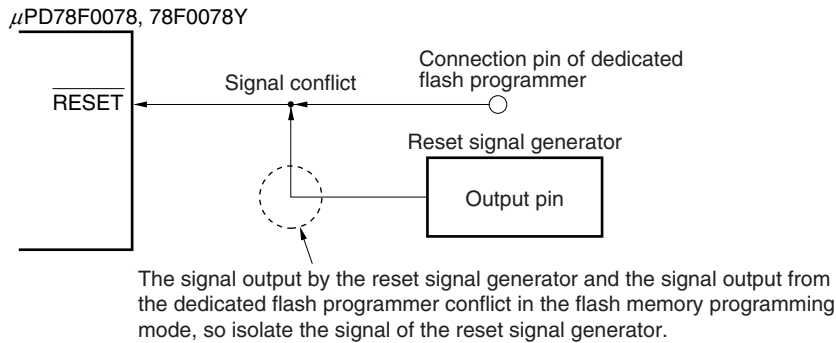 μPD78F0078, 78F0078Y
Connection pin of dedicated
flash programmer
Signal conflict
RESET
Reset signal generator
Output pin
The signal output by the reset signal generator and the signal output from
the dedicated flash programmer conflict in the flash memory programming
mode, so isolate the signal of the reset signal generator.